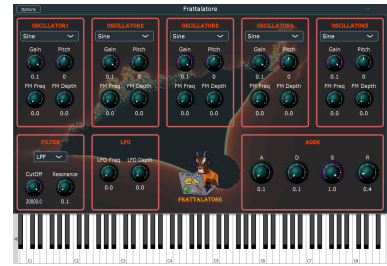 Options
Frattalatore
OSCILLATOR1
OSCILLATOR2
OSCILLATOR3
OSCILLATOR4
OSCILLATOR5
Sine
Sine
Sine
Sine
Sine
Gain Pitch
Gain Pitch
Gain Pitch
Gain Pitch
Gain Pitch
0.1 0
0.1 0
0.1 0
0.1 0
0.1 0
FM Freq FM Depth
FM Freq FM Depth
FM Freq FM Depth
FM Freq FM Depth
FM Freq FM Depth
0.0 0.0
0.0 0.0
0.0 0.0
0.0 0.0
0.0 0.0
FILTER
LPF
CutOff Resonance
20000.0 0.1
LFO
LFO Freq LFO Depth
0.0 0.0
FRATTALATORE
ADSR
A D S R
0.1 0.1 1.0 0.4
C1 C2 C3 C4 C5 C6 C7 C8